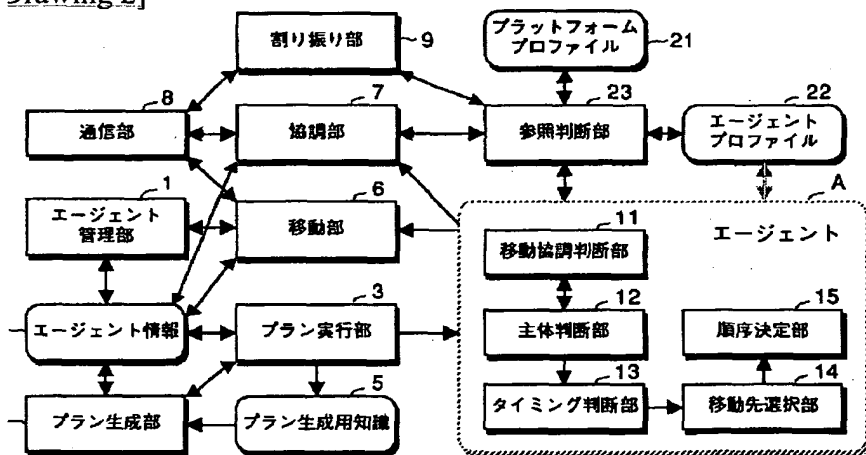 割り振り部
9
プラットフォーム
プロファイル
21
8
通信部
7
協調部
23
参照判断部
22
エージェント
プロファイル
1
エージェント
管理部
6
移動部
A
エージェント
11
移動協調判断部
エージェント情報
3
プラン実行部
12
主体判断部
15
順序決定部
プラン生成部
5
プラン生成用知識
13
タイミング判断部
14
移動先選択部